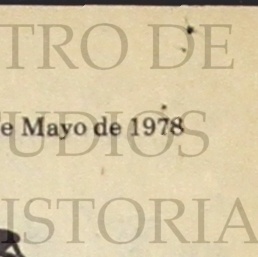 TRO DE
e Mayo de 1978
UDIOS
ISTORIA